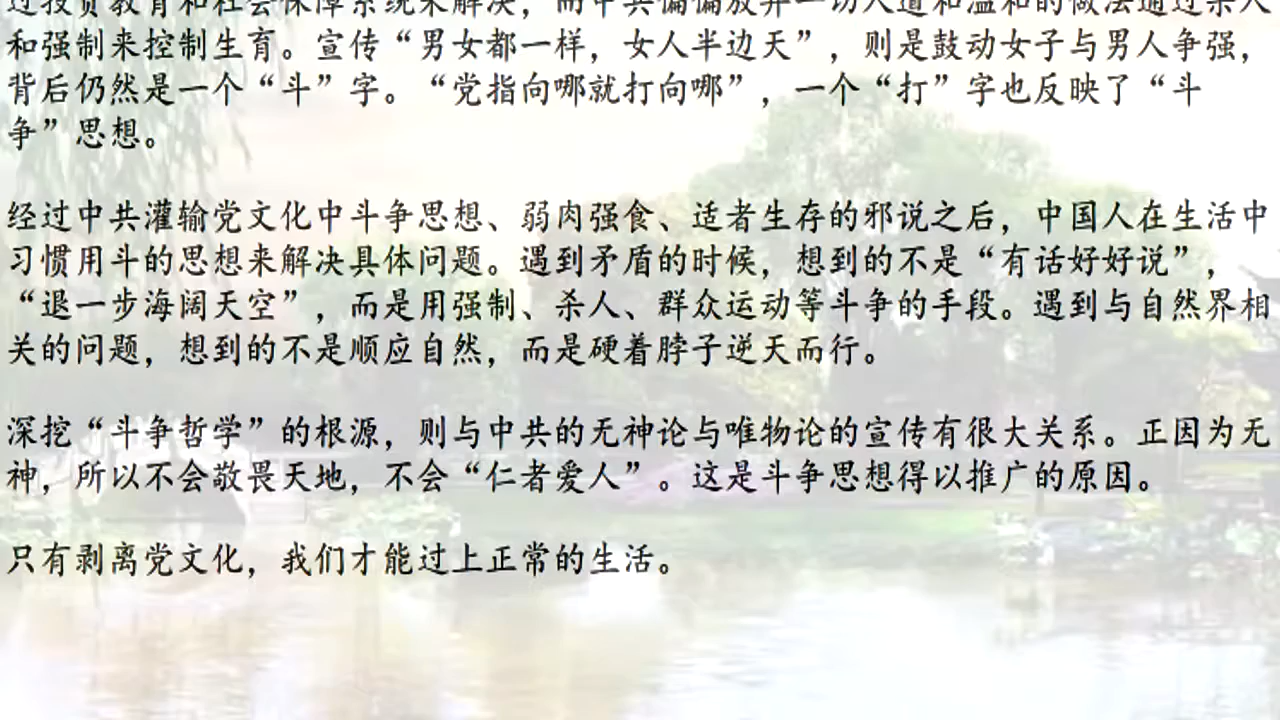 过投资教育和社会保障系统来解决，而中共偏偏放弃一切人道和温和的做法通过杀人
和强制来控制生育。宣传“男女都一样，女人半边天”，则是鼓动女子与男人争强，
背后仍然是一个“斗”字。“党指向哪就打向哪”，一个“打”字也反映了“斗
争”思想。
经过中共灌输党文化中斗争思想、弱肉强食、适者生存的邪说之后，中国人在生活中
习惯用斗的思想来解决具体问题。遇到矛盾的时候，想到的不是“有话好好说”，
“退一步海阔天空”，而是用强制、杀人、群众运动等斗争的手段。遇到与自然界相
关的问题，想到的不是顺应自然，而是硬着脖子逆天而行。
深挖“斗争哲学”的根源，则与中共的无神论与唯物论的宣传有很大关系。正因为无
神，所以不会敬畏天地，不会“仁者爱人”。这是斗争思想得以推广的原因。
只有剥离党文化，我们才能过上正常的生活。